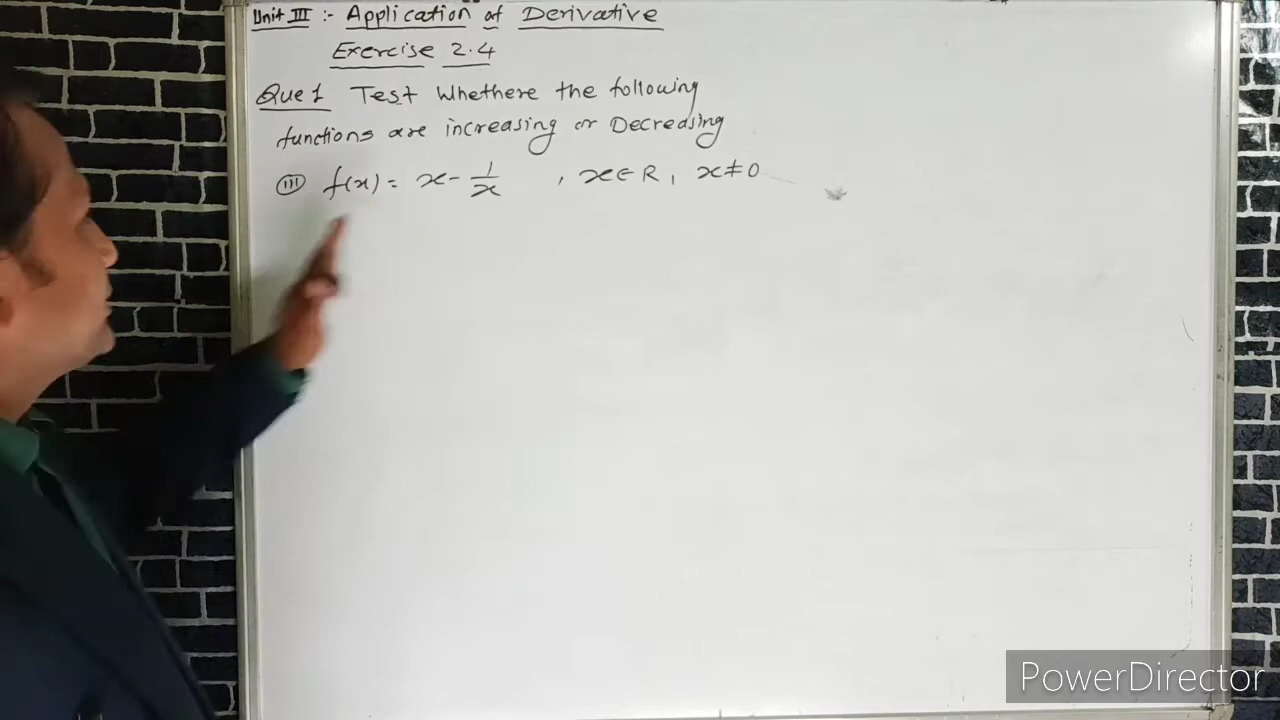 Unit III :- Application of Derivative
Exercise 2.4
Que 1 Test Whethere the following
functions are increasing or Decreasing
(III) f(x) = x - 1/x , x ∈ R, x ≠ 0
PowerDirector